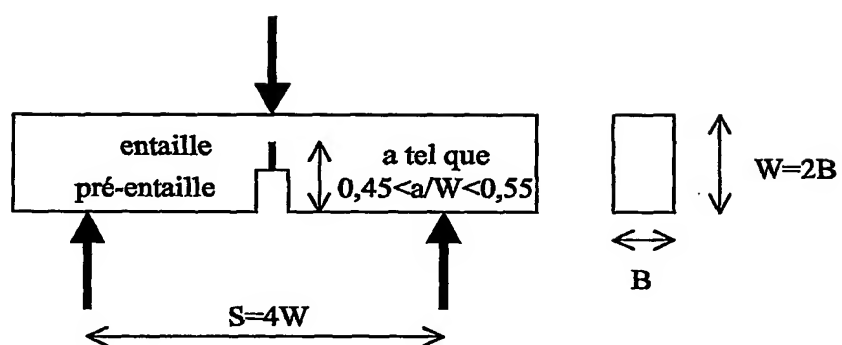 entaille
pré-entaille
a tel que
0,45<a/W<0,55
W=2B
B
S=4W